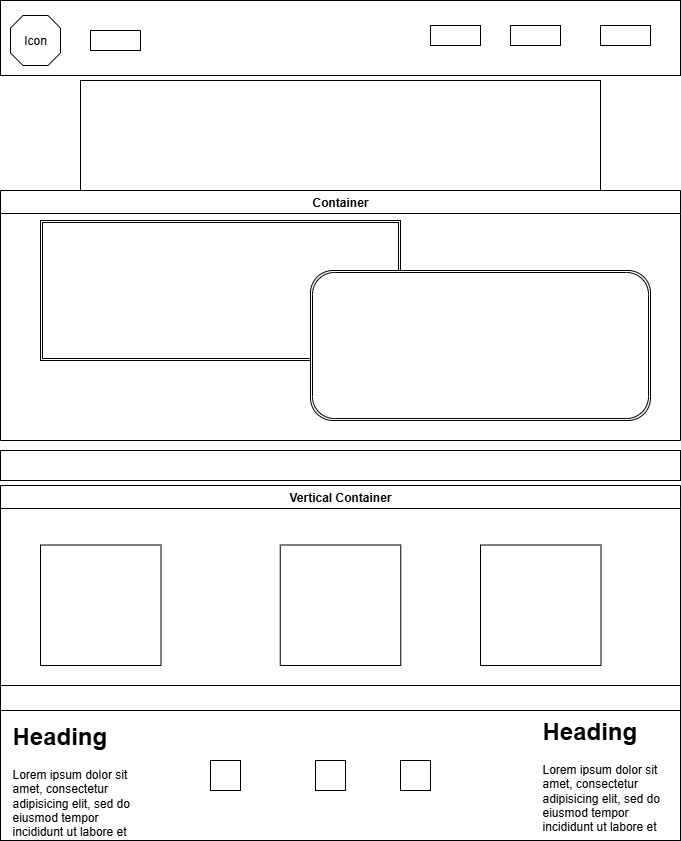 Icon
Container
Vertical Container
Heading
Lorem ipsum dolor sit
amet, consectetur
adipisicing elit, sed do
eiusmod tempor
incididunt ut labore et
Heading
Lorem ipsum dolor sit
amet, consectetur
adipisicing elit, sed do
eiusmod tempor
incididunt ut labore et